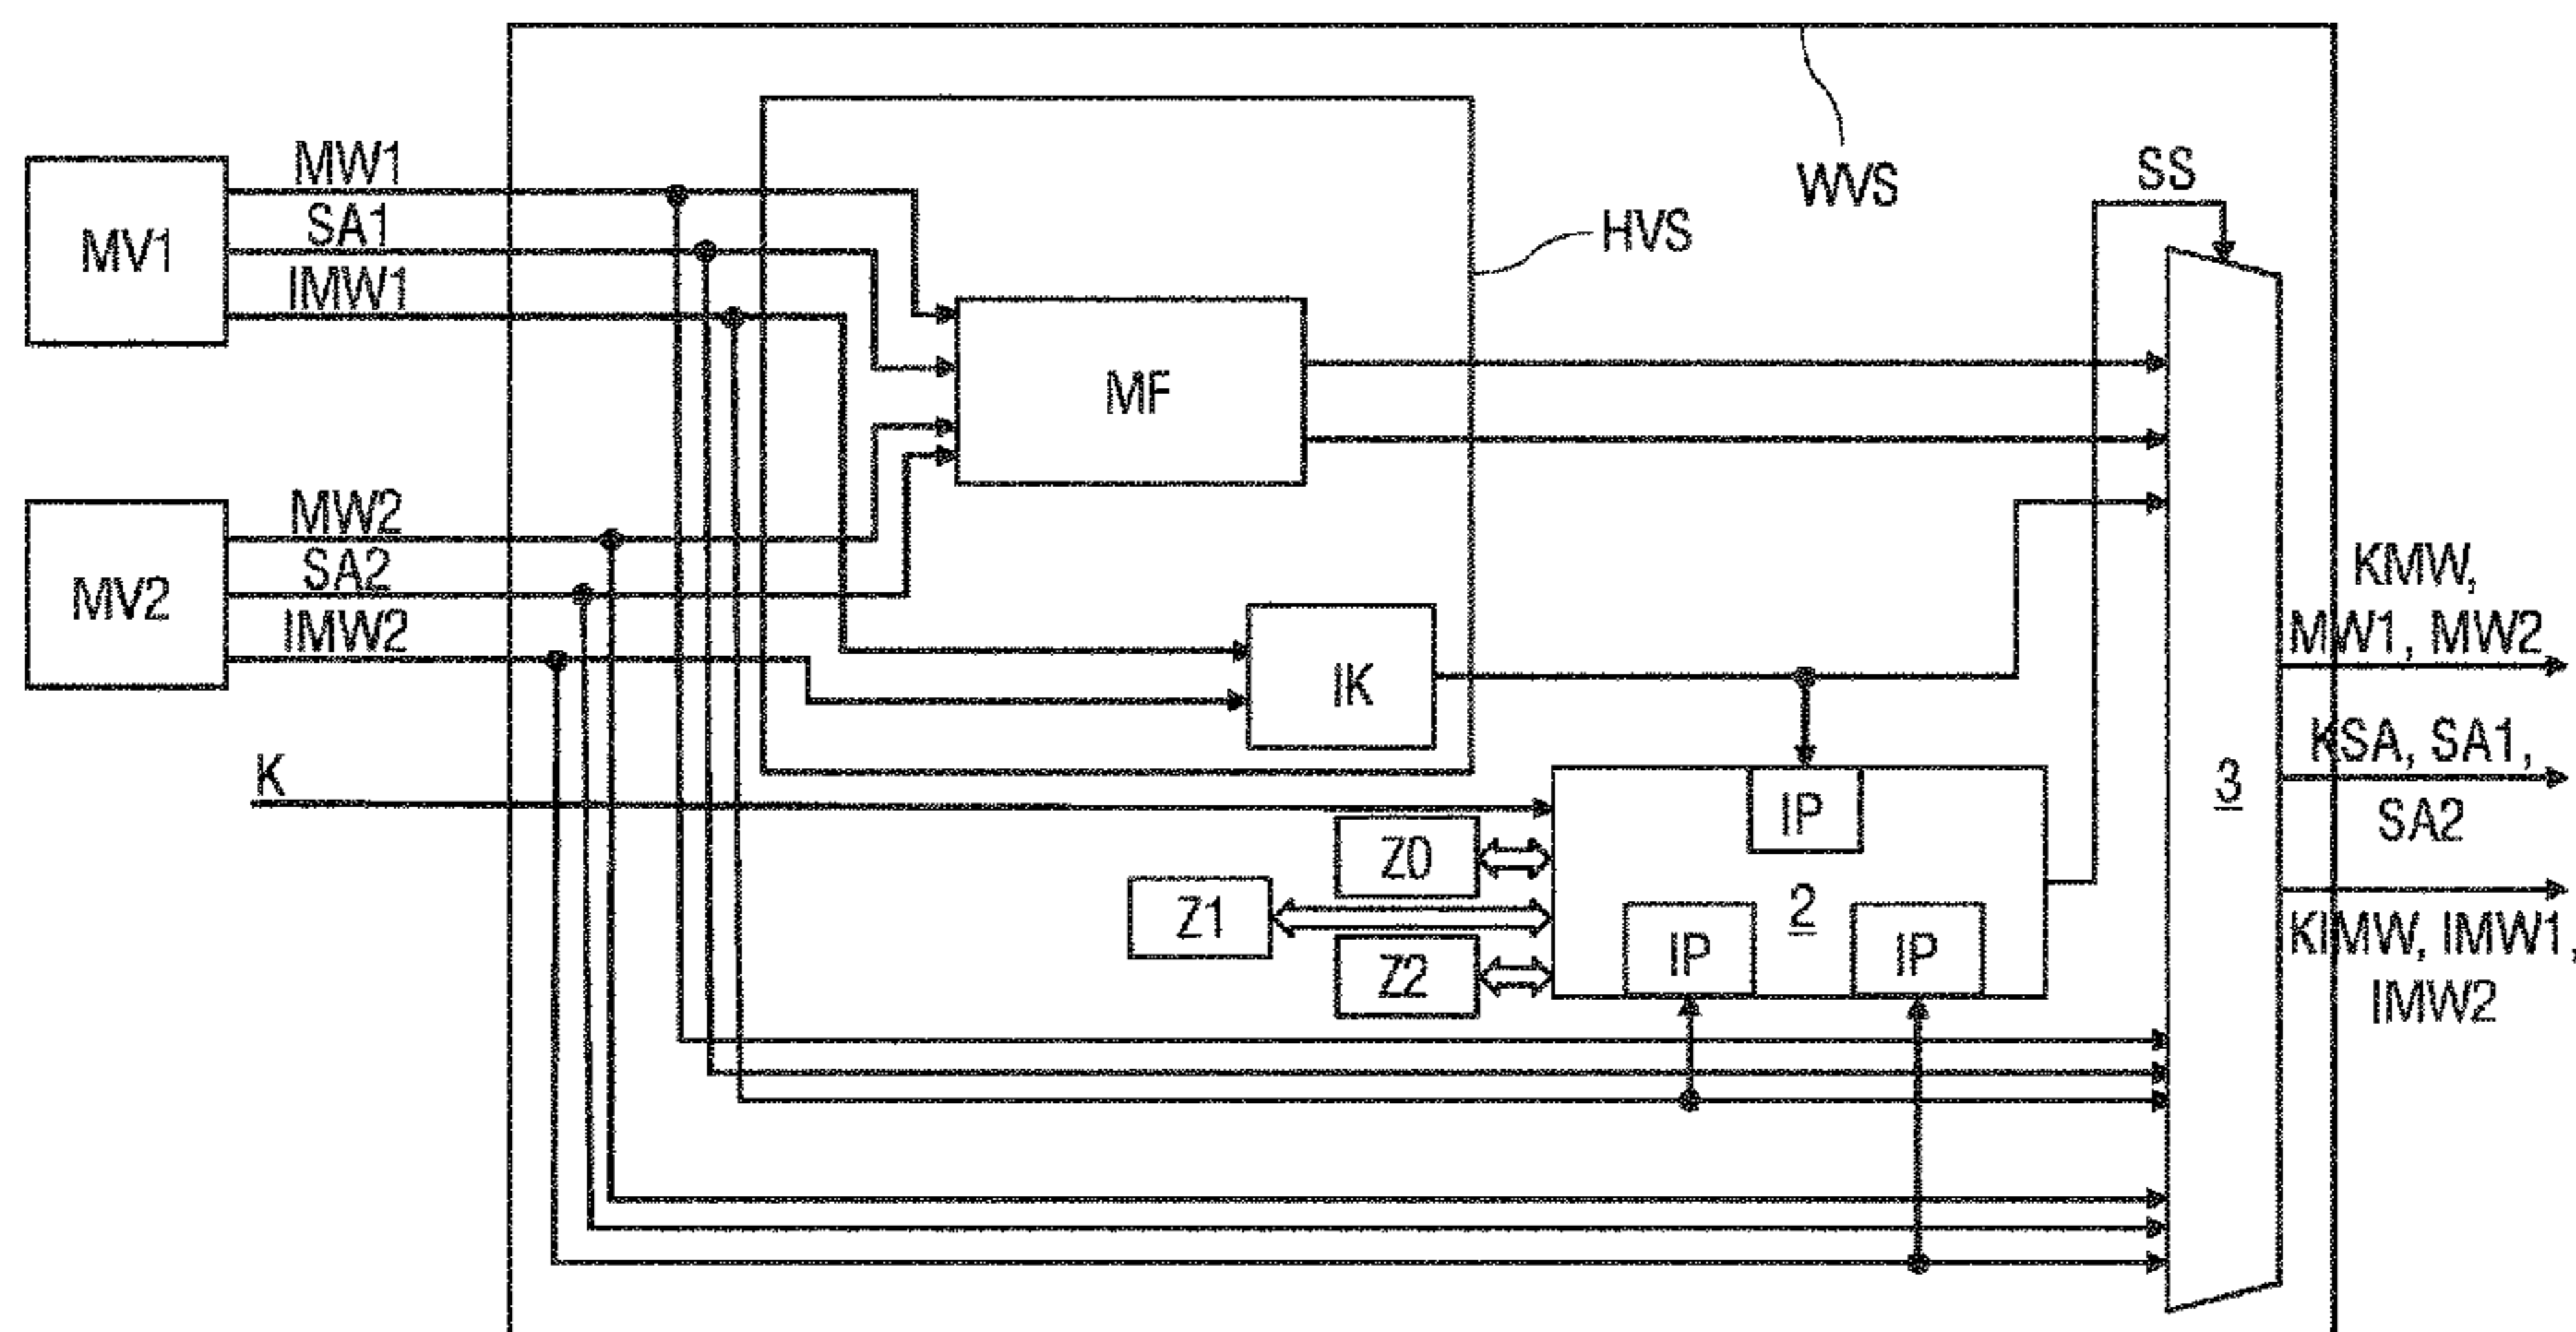 WVS
SS
HVS
MW1
SA1
IMW1
MV1
MF
MW2
SA2
IMW2
MV2
KMW,
MW1, MW2
IK
KSA, SA1,
SA2
K
3
IP
Z0
Z1
2
Z2
IP
IP
KIMW, IMW1,
IMW2